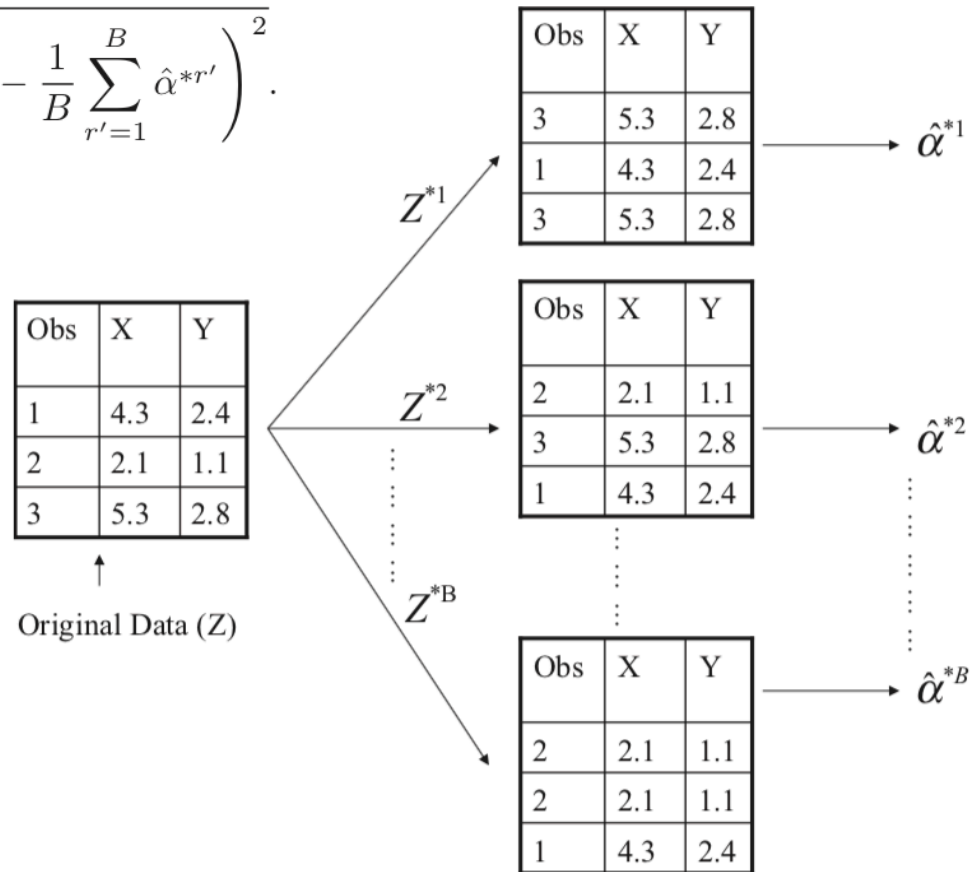 − 1/B ∑_{r′=1}^{B} α̂^{*r′})^2.
Obs X Y
3 5.3 2.8
1 4.3 2.4
3 5.3 2.8
α̂^{*1}
Z^{*1}
Obs X Y
1 4.3 2.4
2 2.1 1.1
3 5.3 2.8
Original Data (Z)
Z^{*2}
Obs X Y
2 2.1 1.1
3 5.3 2.8
1 4.3 2.4
α̂^{*2}
Z^{*B}
Obs X Y
2 2.1 1.1
2 2.1 1.1
1 4.3 2.4
α̂^{*B}